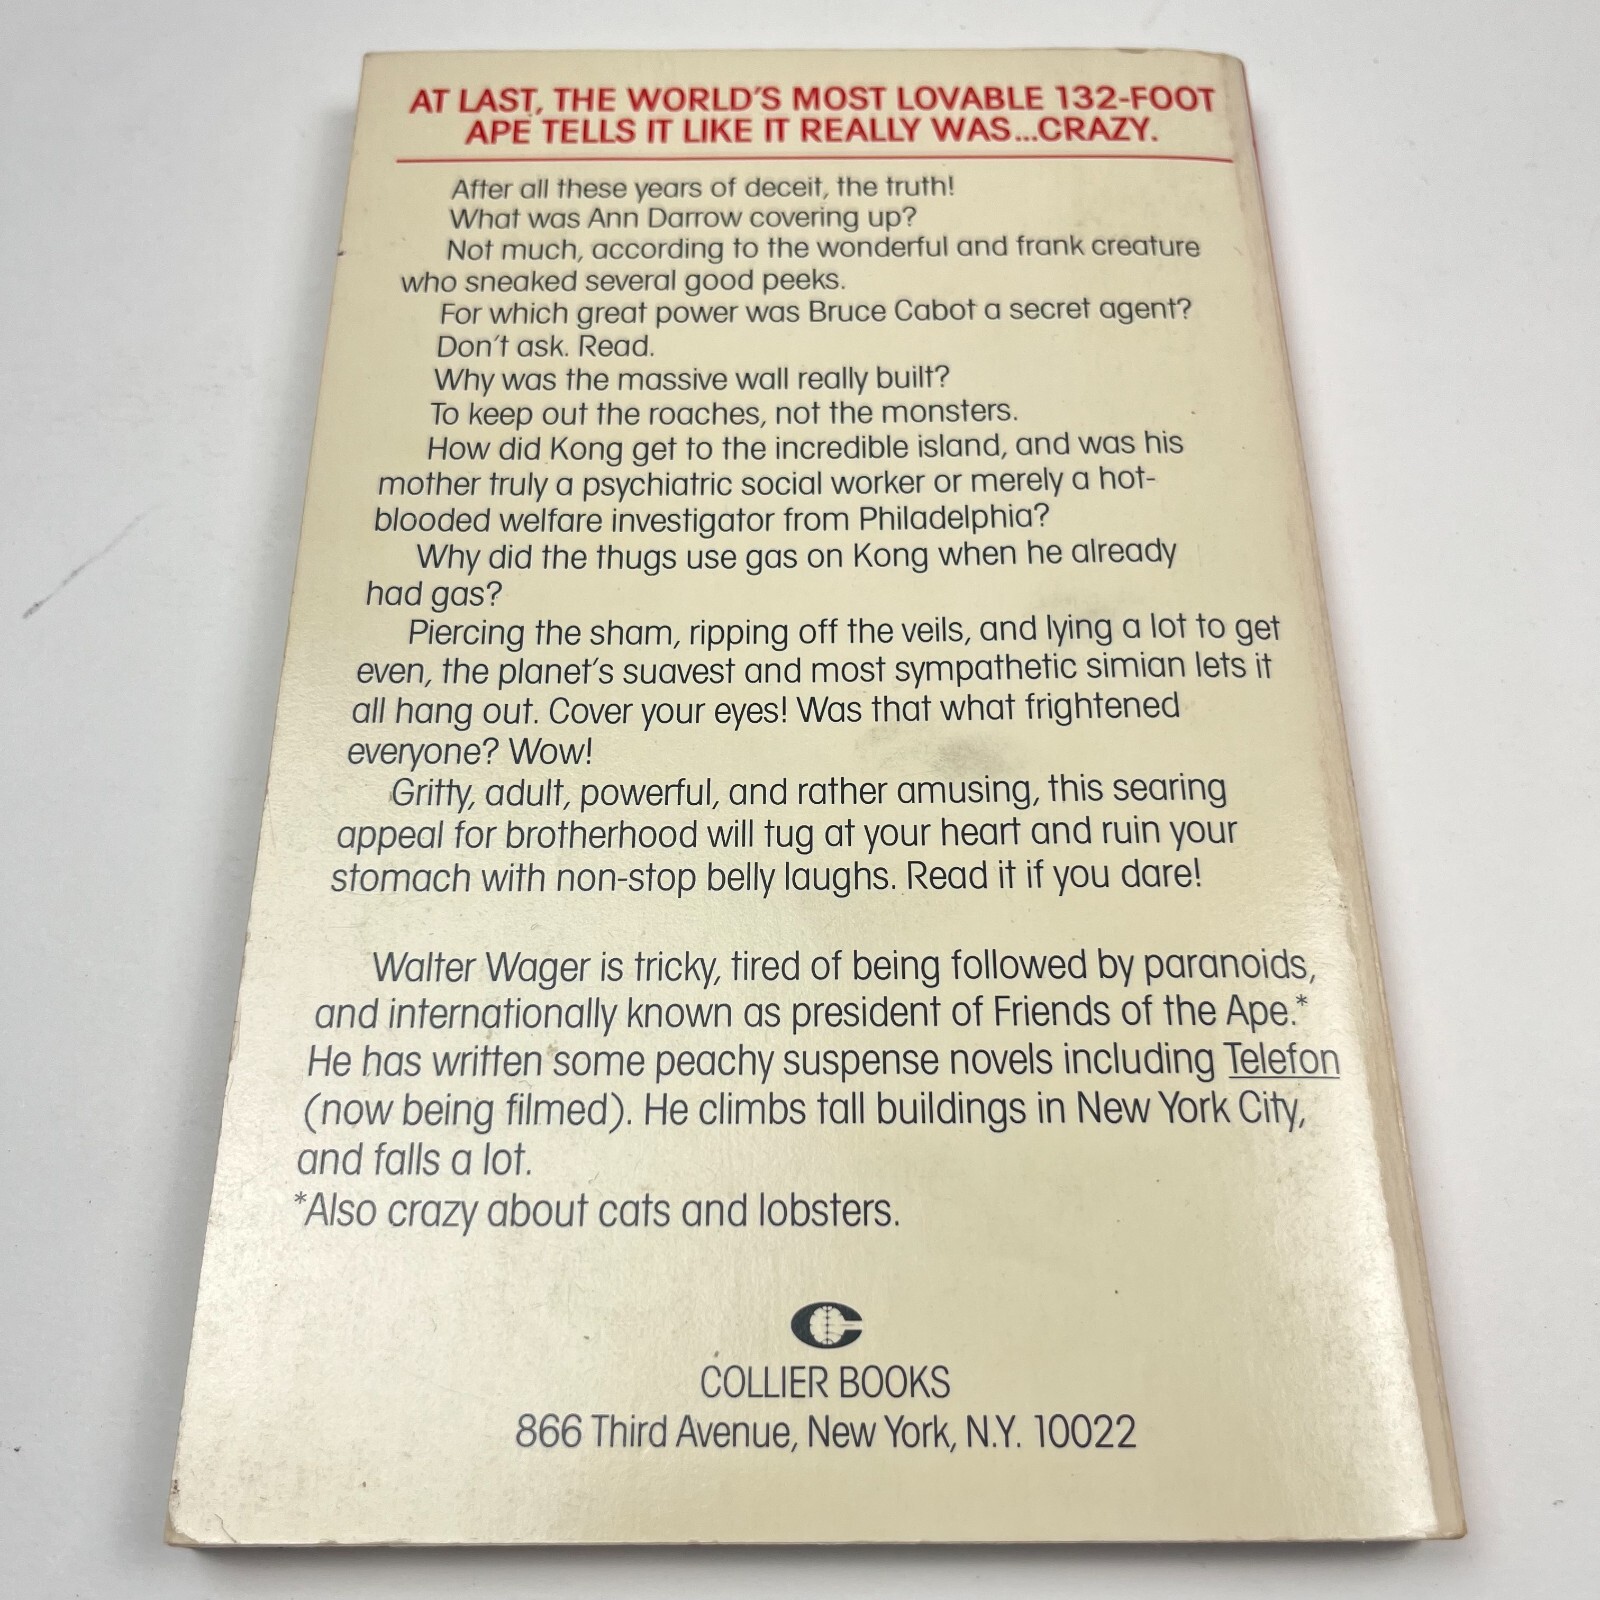 AT LAST, THE WORLD'S MOST LOVABLE 132-FOOT
APE TELLS IT LIKE IT REALLY WAS...CRAZY.
After all these years of deceit, the truth!
What was Ann Darrow covering up?
Not much, according to the wonderful and frank creature
who sneaked several good peeks.
For which great power was Bruce Cabot a secret agent?
Don't ask. Read.
Why was the massive wall really built?
To keep out the roaches, not the monsters.
How did Kong get to the incredible island, and was his
mother truly a psychiatric social worker or merely a hot-
blooded welfare investigator from Philadelphia?
Why did the thugs use gas on Kong when he already
had gas?
Piercing the sham, ripping off the veils, and lying a lot to get
even, the planet's suavest and most sympathetic simian lets it
all hang out. Cover your eyes! Was that what frightened
everyone? Wow!
Gritty, adult, powerful, and rather amusing, this searing
appeal for brotherhood will tug at your heart and ruin your
stomach with non-stop belly laughs. Read it if you dare!
Walter Wager is tricky, tired of being followed by paranoids,
and internationally known as president of Friends of the Ape.*
He has written some peachy suspense novels including Telefon
(now being filmed). He climbs tall buildings in New York City,
and falls a lot.
*Also crazy about cats and lobsters.
COLLIER BOOKS
866 Third Avenue, New York, N.Y. 10022